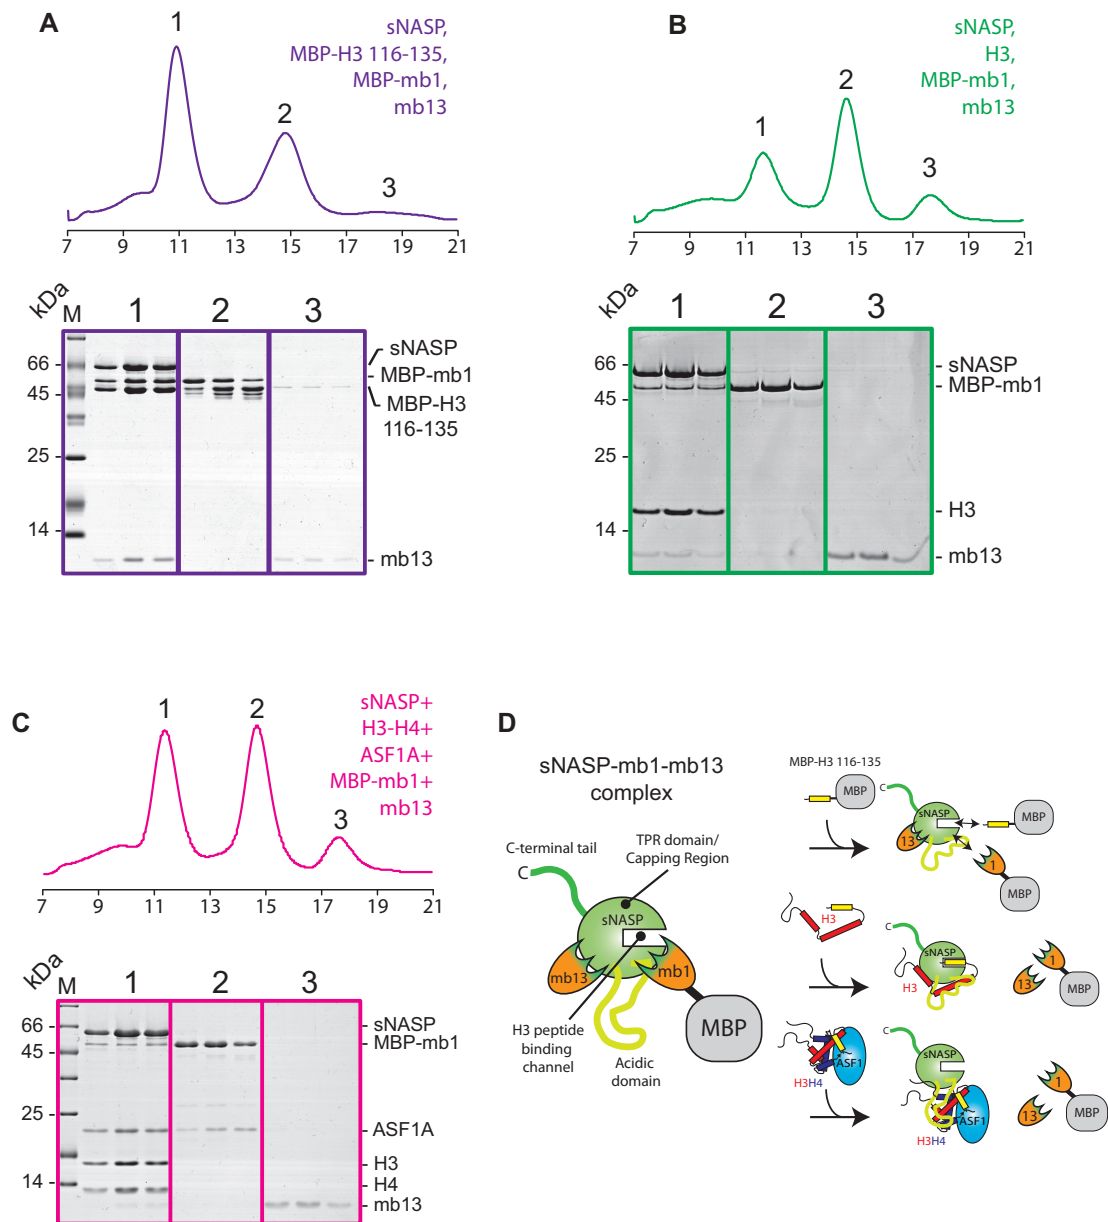 A
1
2
3
sNASP,
MBP-H3 116-135,
MBP-mb1,
mb13
7 9 11 13 15 17 19 21
kDa
M 1 2 3
66
45
25
14
sNASP
MBP-mb1
MBP-H3
116-135
mb13
B
1
2
3
sNASP,
H3,
MBP-mb1,
mb13
7 9 11 13 15 17 19 21
kDa
1 2 3
66
45
25
14
sNASP
MBP-mb1
H3
mb13
C
1
2
3
sNASP+
H3-H4+
ASF1A+
MBP-mb1+
mb13
7 9 11 13 15 17 19 21
kDa
M 1 2 3
66
45
25
14
sNASP
MBP-mb1
ASF1A
H3
H4
mb13
D
sNASP-mb1-mb13
complex
C-terminal tail
TPR domain/
Capping Region
C
sNASP
mb13
mb1
MBP
H3 peptide
binding
channel
Acidic
domain
MBP-H3 116-135
MBP
C
sNASP
13
MBP
1
MBP
H3
C
sNASP
H3
1
13
MBP
ASF1
H3H4
C
sNASP
ASF1
H3H4
1
13
MBP